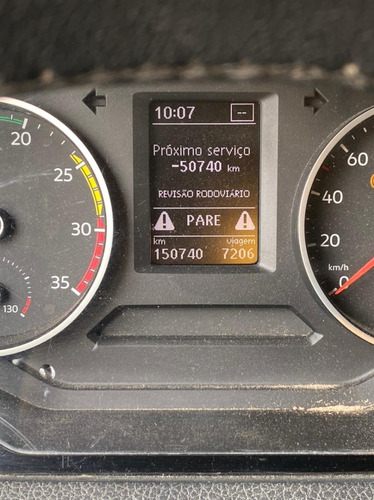 10:07 --
Próximo serviço
-50740 km
REVISÃO RODOVIÁRIO
PARE
km viagem
150740 7206
20
25
30
35
130
60
40
20
km/h
0